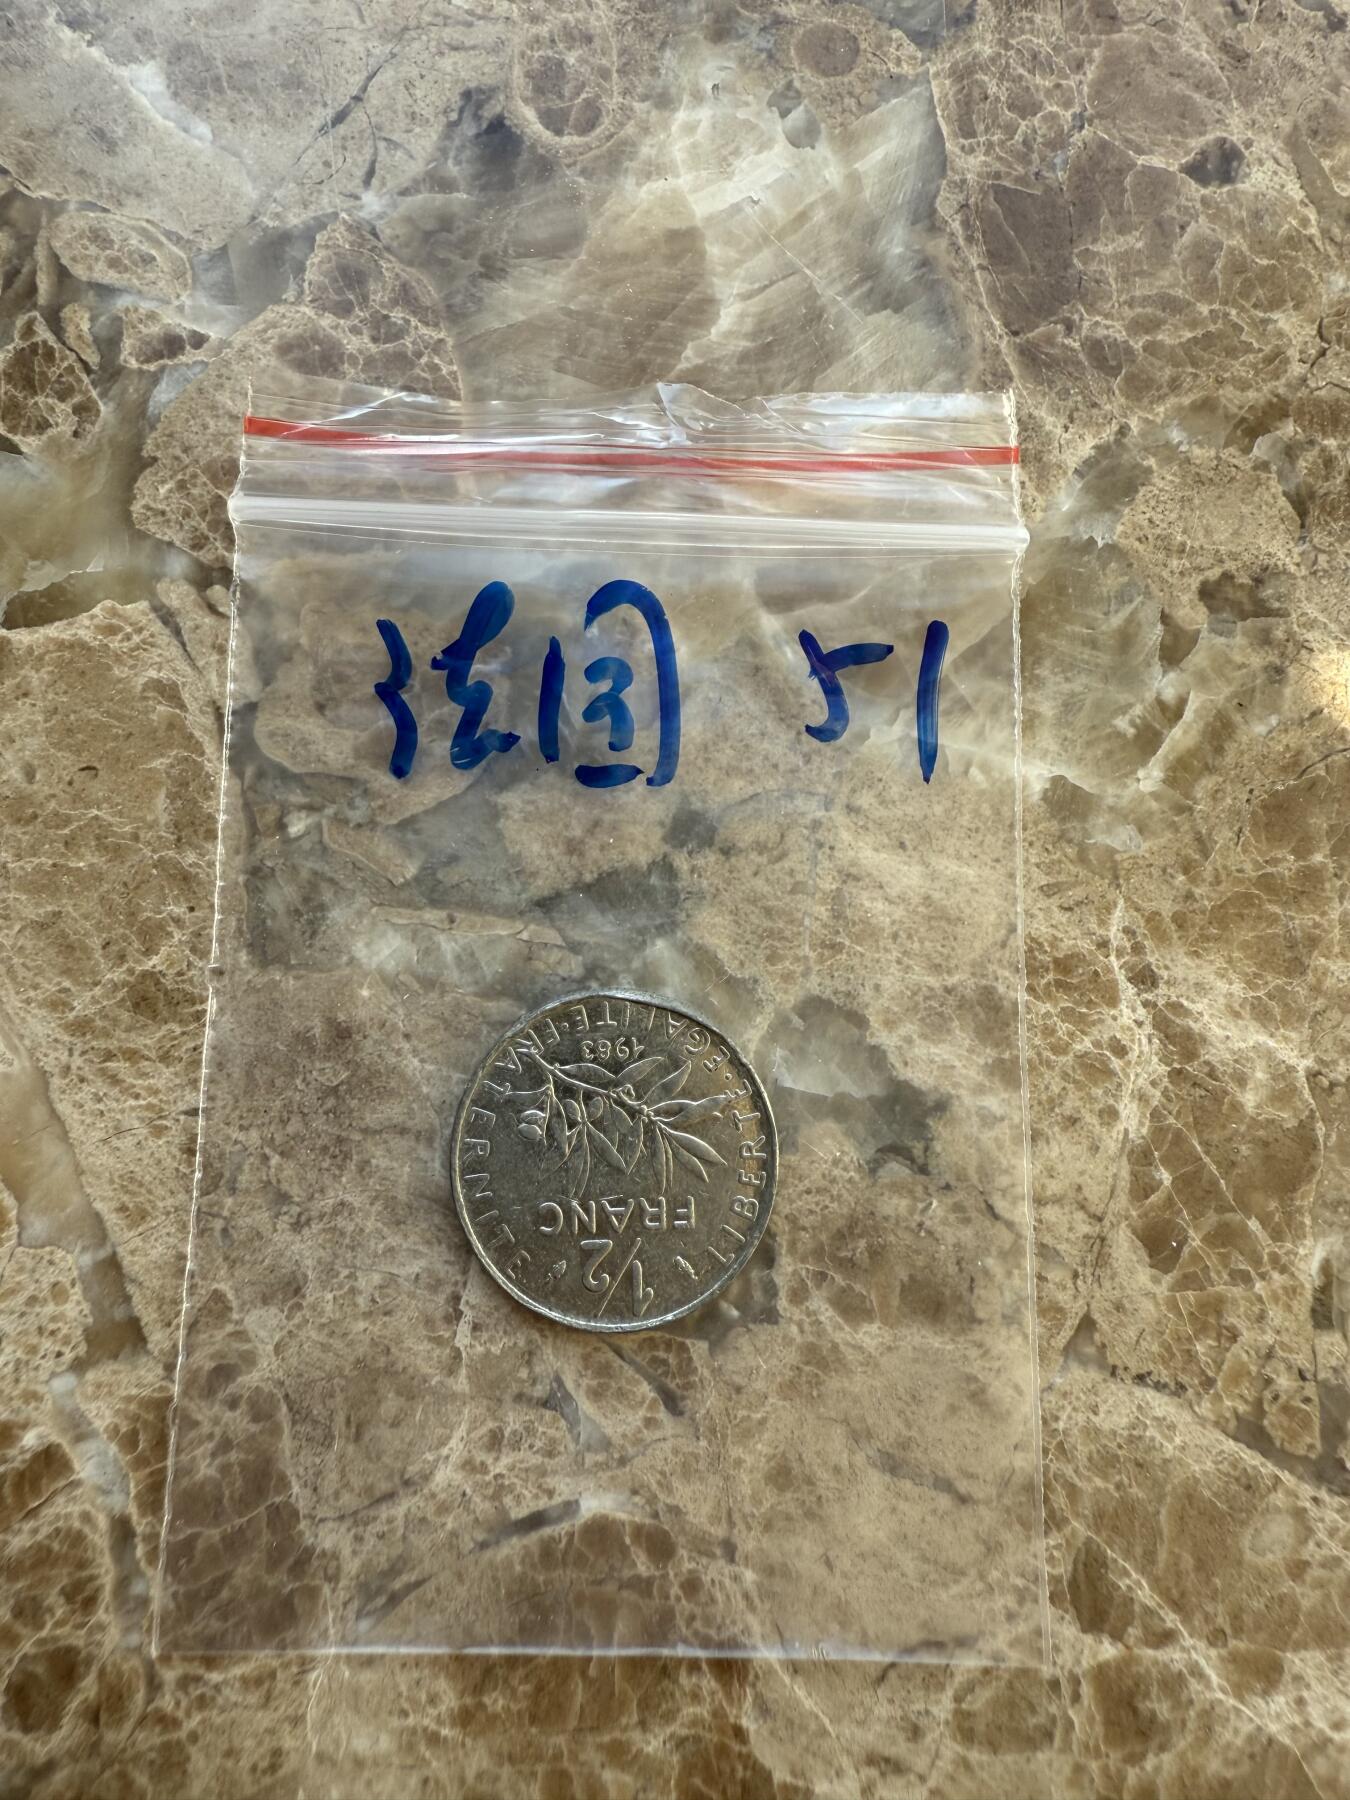 法国 51
LIBERTE·EGALITE·FRATERNITE
1/2
FRANC
1983